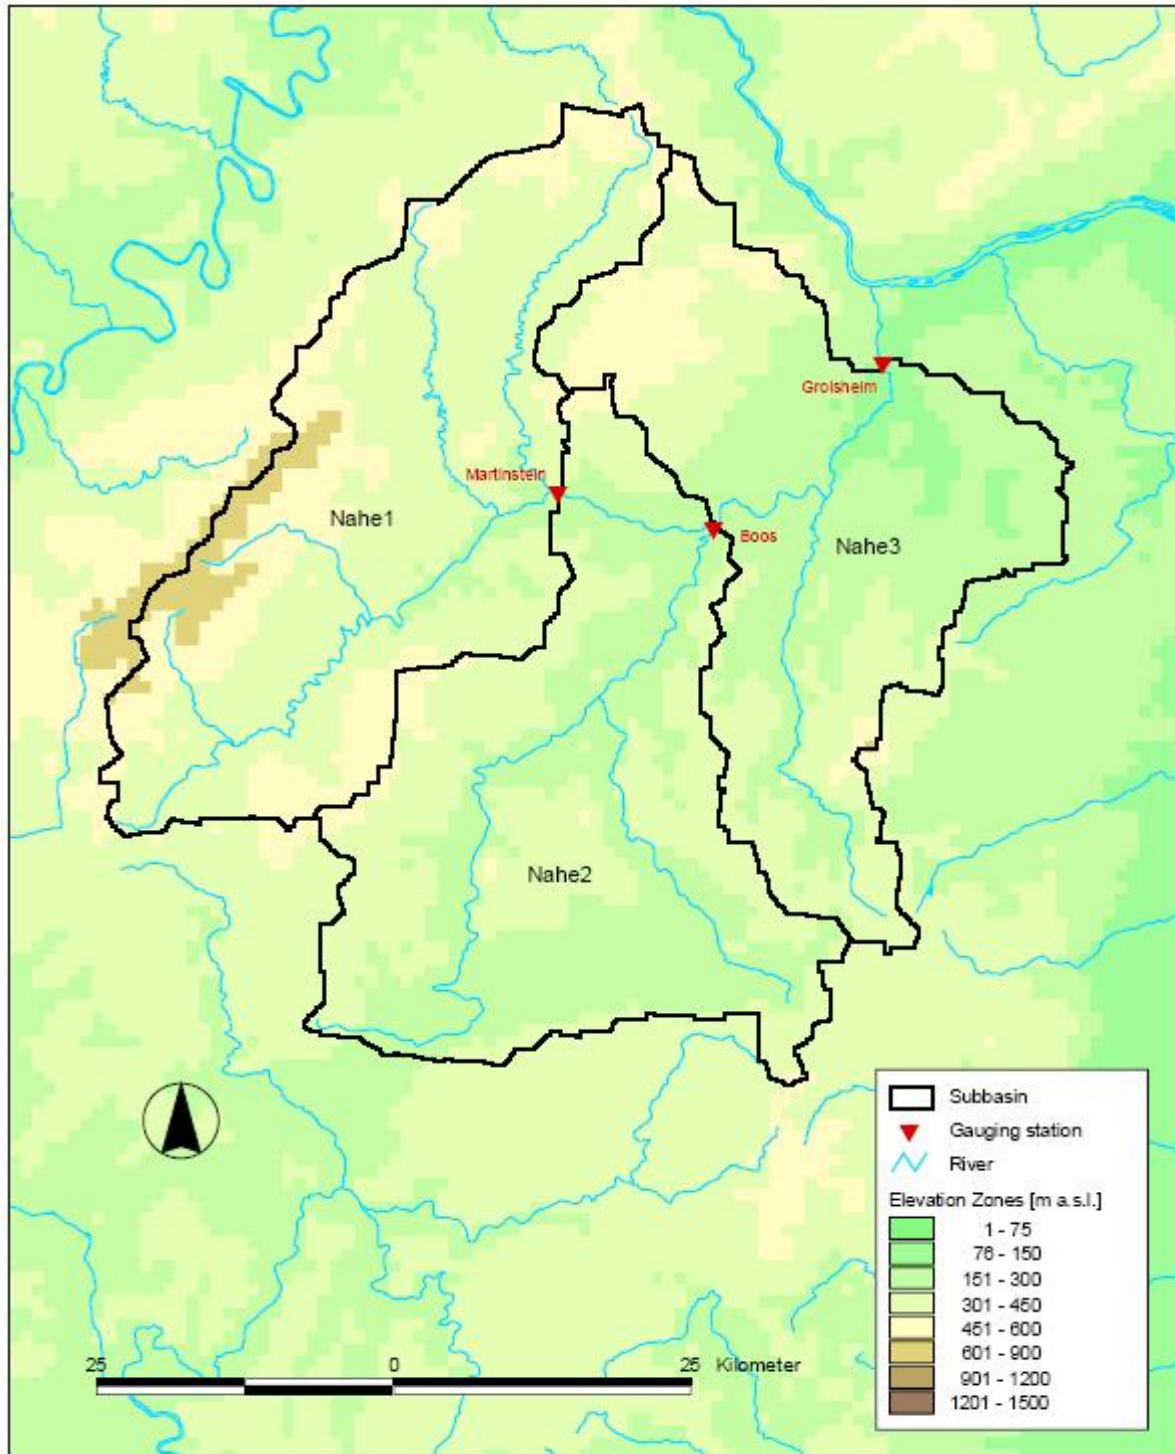 Grolsheim
Martinstein
Nahe1
Boos
Nahe3
Nahe2
Subbasin
Gauging station
River
Elevation Zones [m a.s.l.]
1 - 75
76 - 150
151 - 300
301 - 450
451 - 600
601 - 900
901 - 1200
1201 - 1500
25 0 25 Kilometer